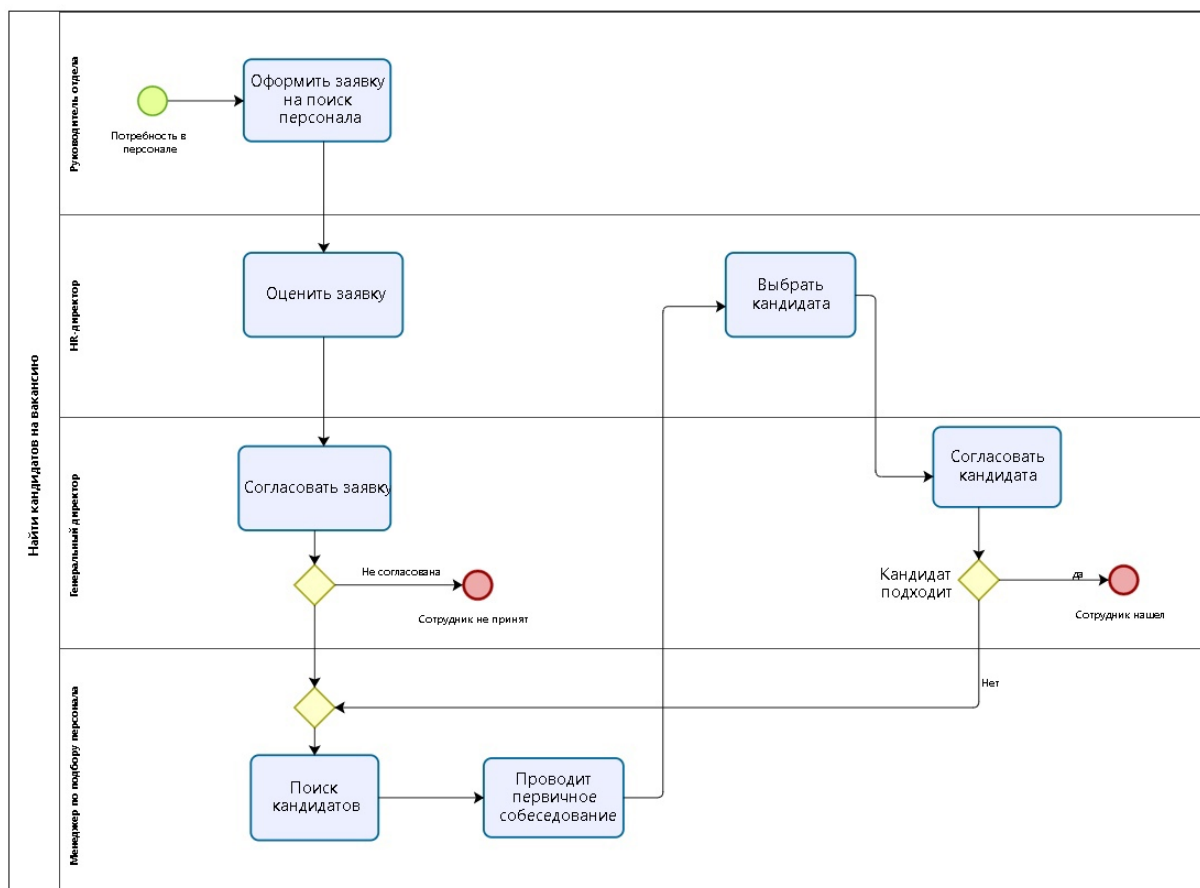 Найти кандидатов на вакансию
Руководитель отдела
Потребность в
персонале
Оформить заявку
на поиск
персонала
HR-директор
Оценить заявку
Выбрать
кандидата
Генеральный директор
Согласовать заявку
Не согласована
Сотрудник не принят
Согласовать
кандидата
Кандидат
подходит
да
Сотрудник нашел
Менеджер по подбору персонала
Нет
Поиск
кандидатов
Проводит
первичное
собеседование